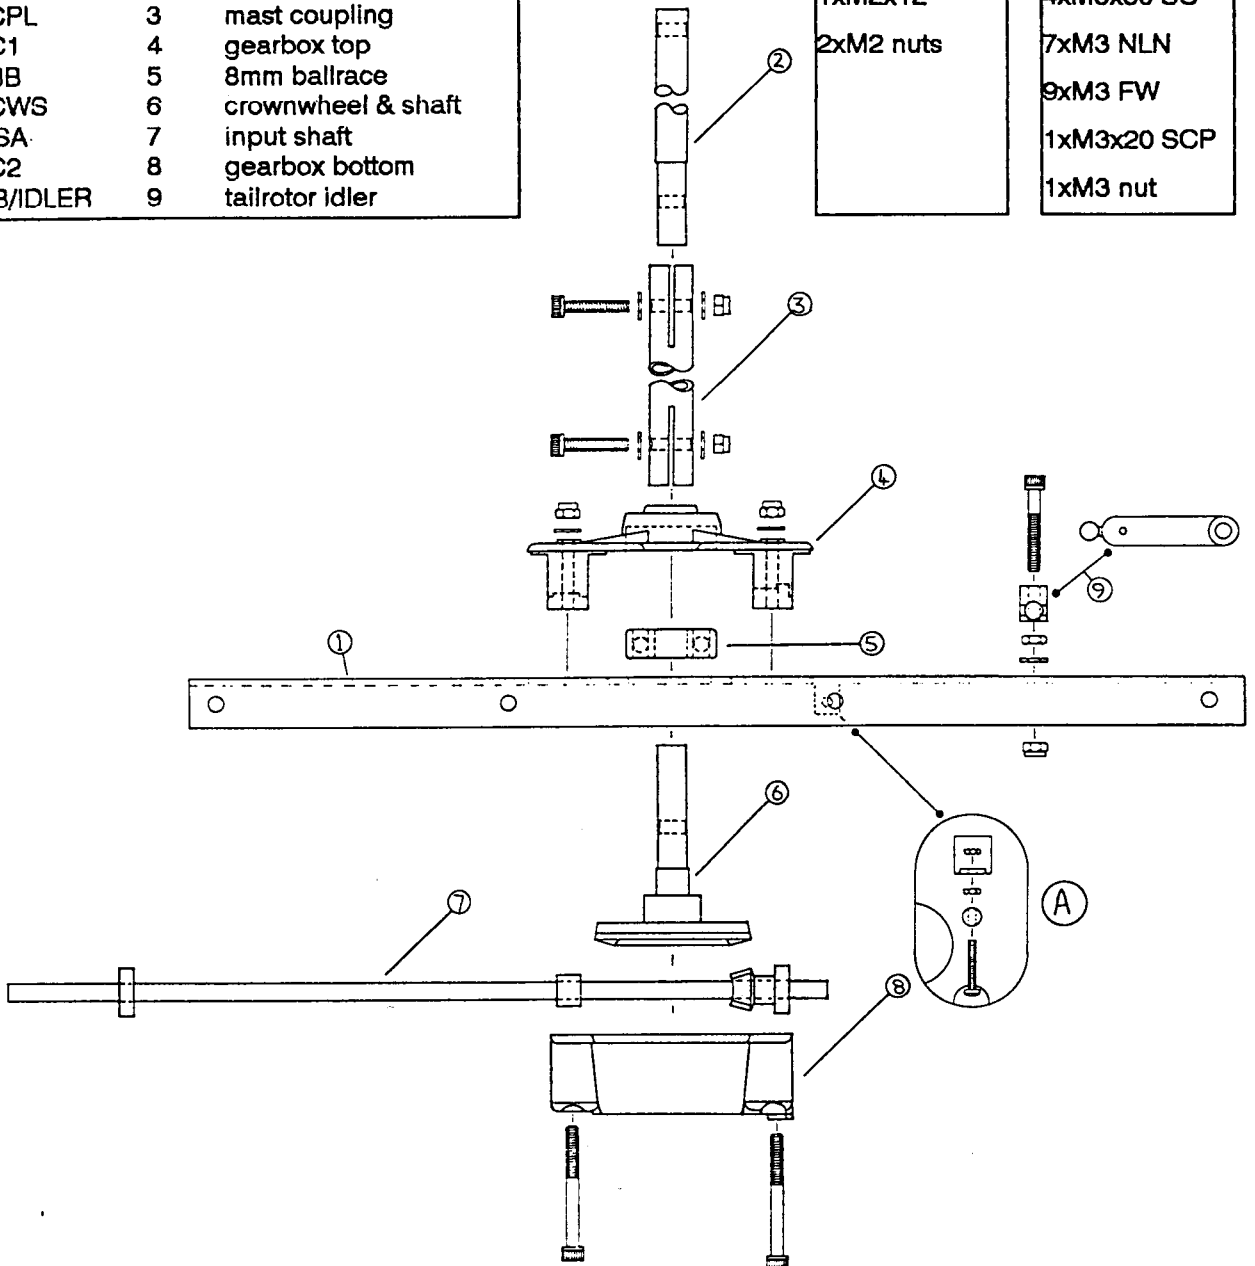 CPL 3 mast coupling
C1 4 gearbox top
5 8mm ballrace
CWS 6 crownwheel & shaft
SA 7 input shaft
C2 8 gearbox bottom
B/IDLER 9 tailrotor idler
2xM2 nuts
7xM3 NLN
9xM3 FW
1xM3x20 SCP
1xM3 nut
2
3
4
1
5
9
6
7
8
A